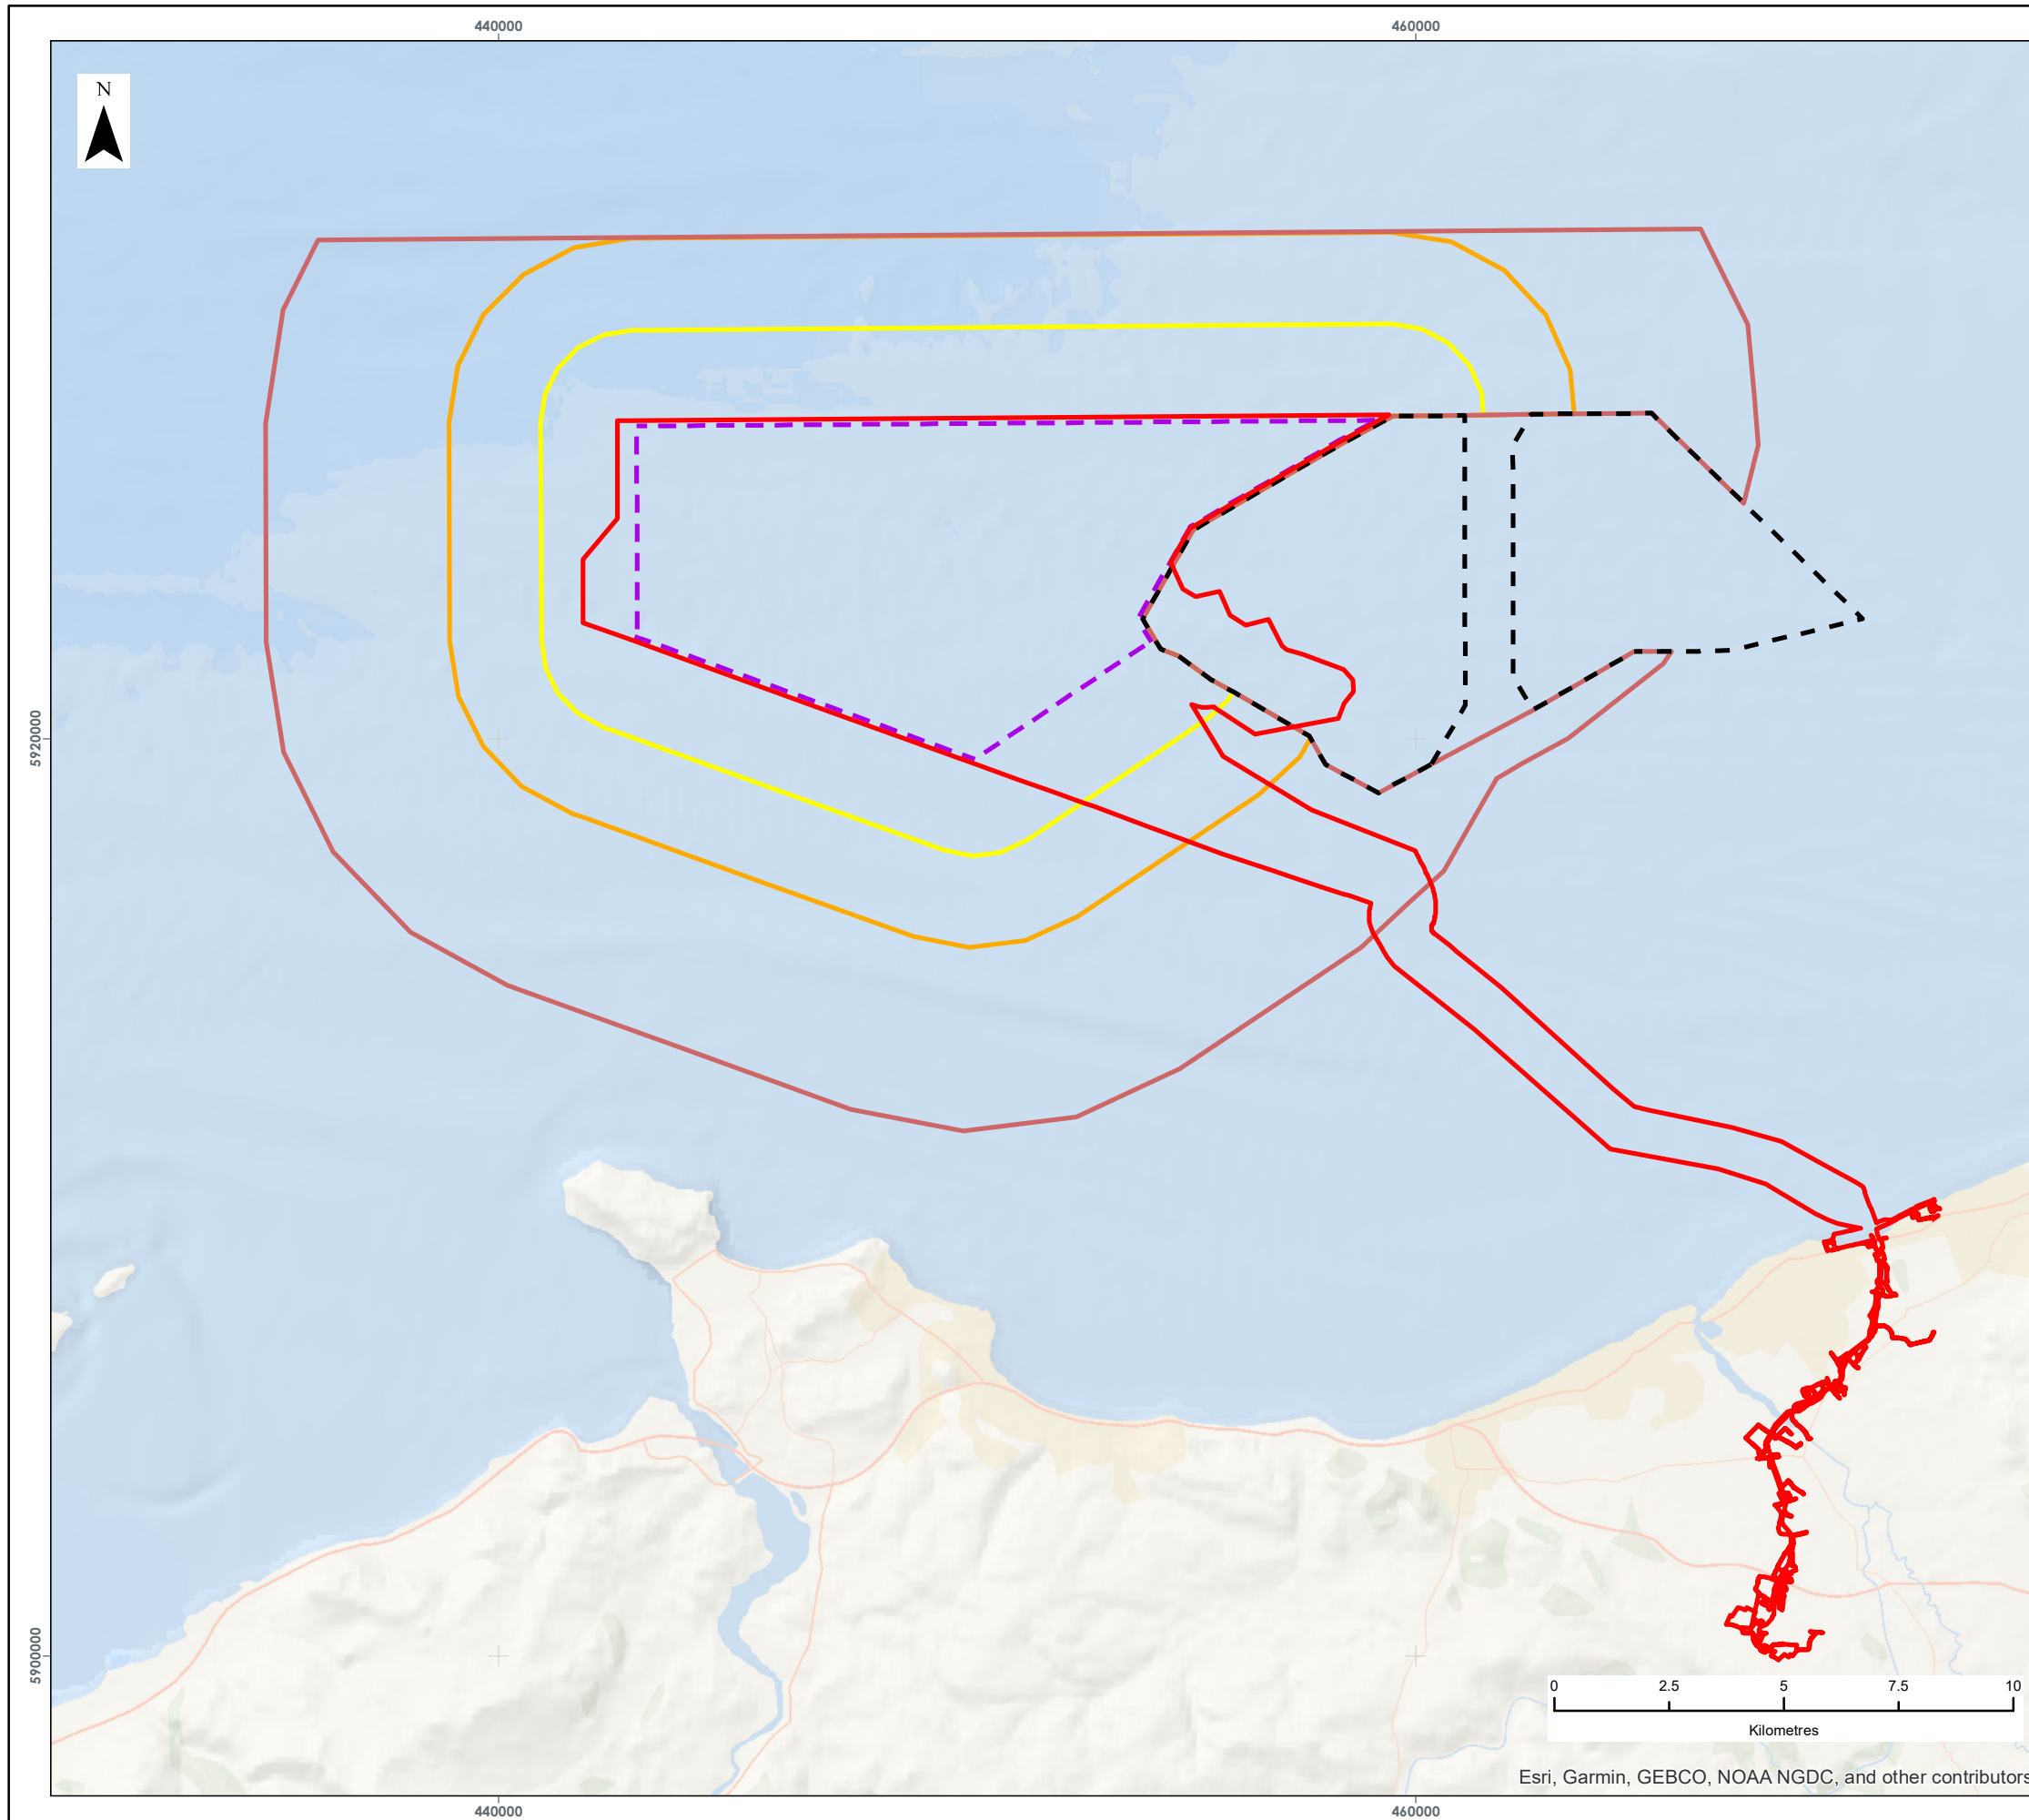 440000 460000
N
5920000
5900000
0 2.5 5 7.5 10
Kilometres
Esri, Garmin, GEBCO, NOAA NGDC, and other contributors
440000 460000